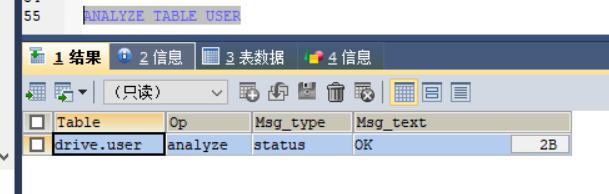 55 ANALYZE TABLE USER
1 结果 2 信息 3 表数据 4 信息
（只读）
Table Op Msg_type Msg_text
drive.user analyze status OK 2B